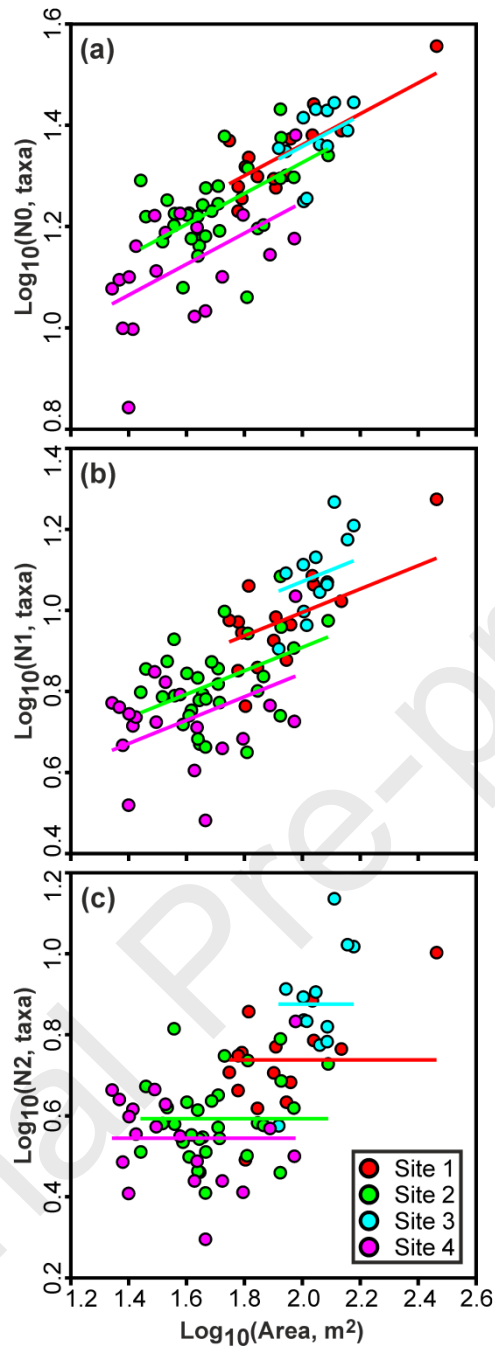 (a)
Log10(N0, taxa)
1.6
1.4
1.2
1.0
0.8
(b)
Log10(N1, taxa)
1.4
1.2
1.0
0.8
0.6
0.4
(c)
Log10(N2, taxa)
1.2
1.0
0.8
0.6
0.4
0.2
Site 1
Site 2
Site 3
Site 4
1.2 1.4 1.6 1.8 2.0 2.2 2.4 2.6
Log10(Area, m²)
nal Pre-p